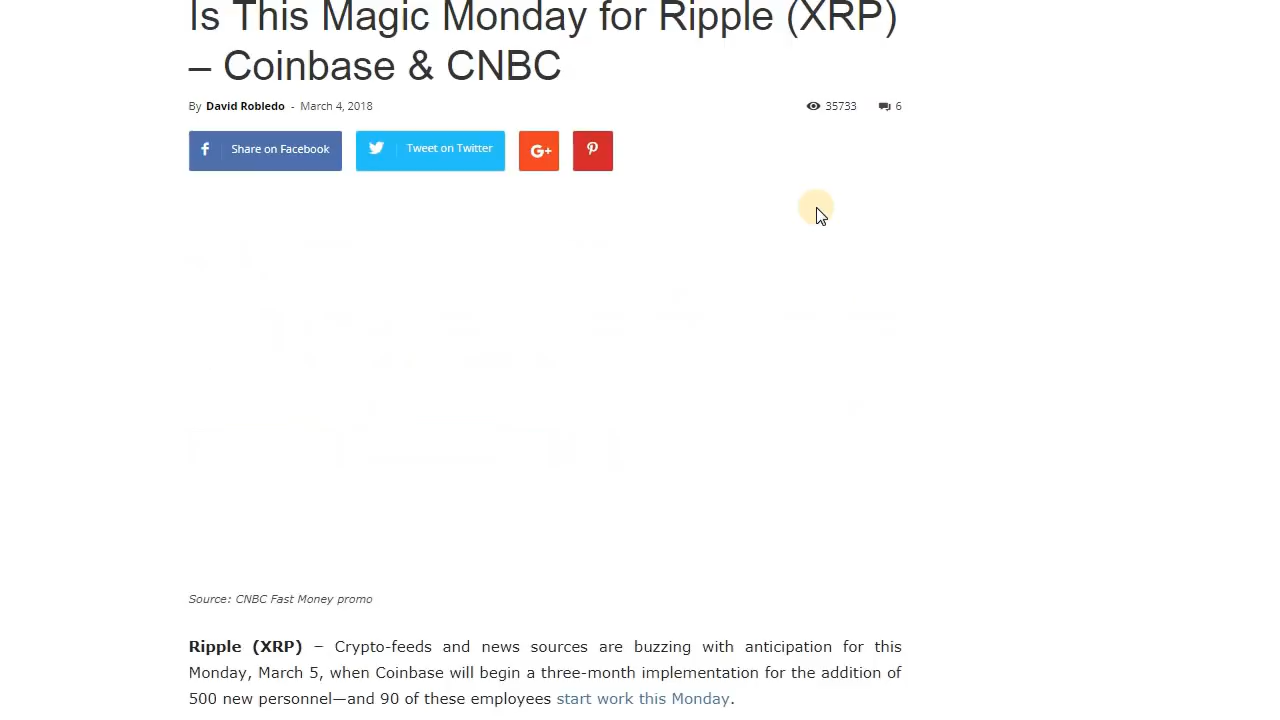 Is This Magic Monday for Ripple (XRP)
– Coinbase & CNBC
By David Robledo - March 4, 2018 35733 6
Share on Facebook Tweet on Twitter G+
Source: CNBC Fast Money promo
Ripple (XRP) – Crypto-feeds and news sources are buzzing with anticipation for this
Monday, March 5, when Coinbase will begin a three-month implementation for the addition of
500 new personnel—and 90 of these employees start work this Monday.